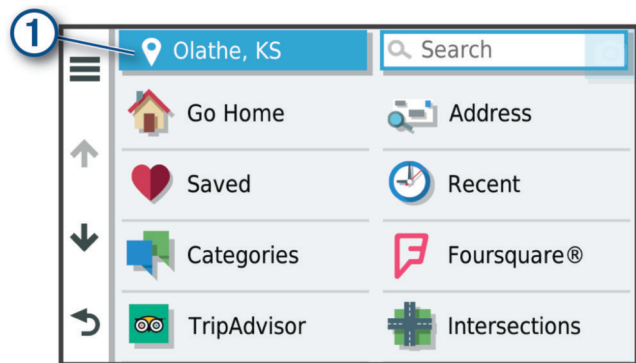 1
Olathe, KS
Search
Go Home
Address
Saved
Recent
Categories
Foursquare®
TripAdvisor
Intersections